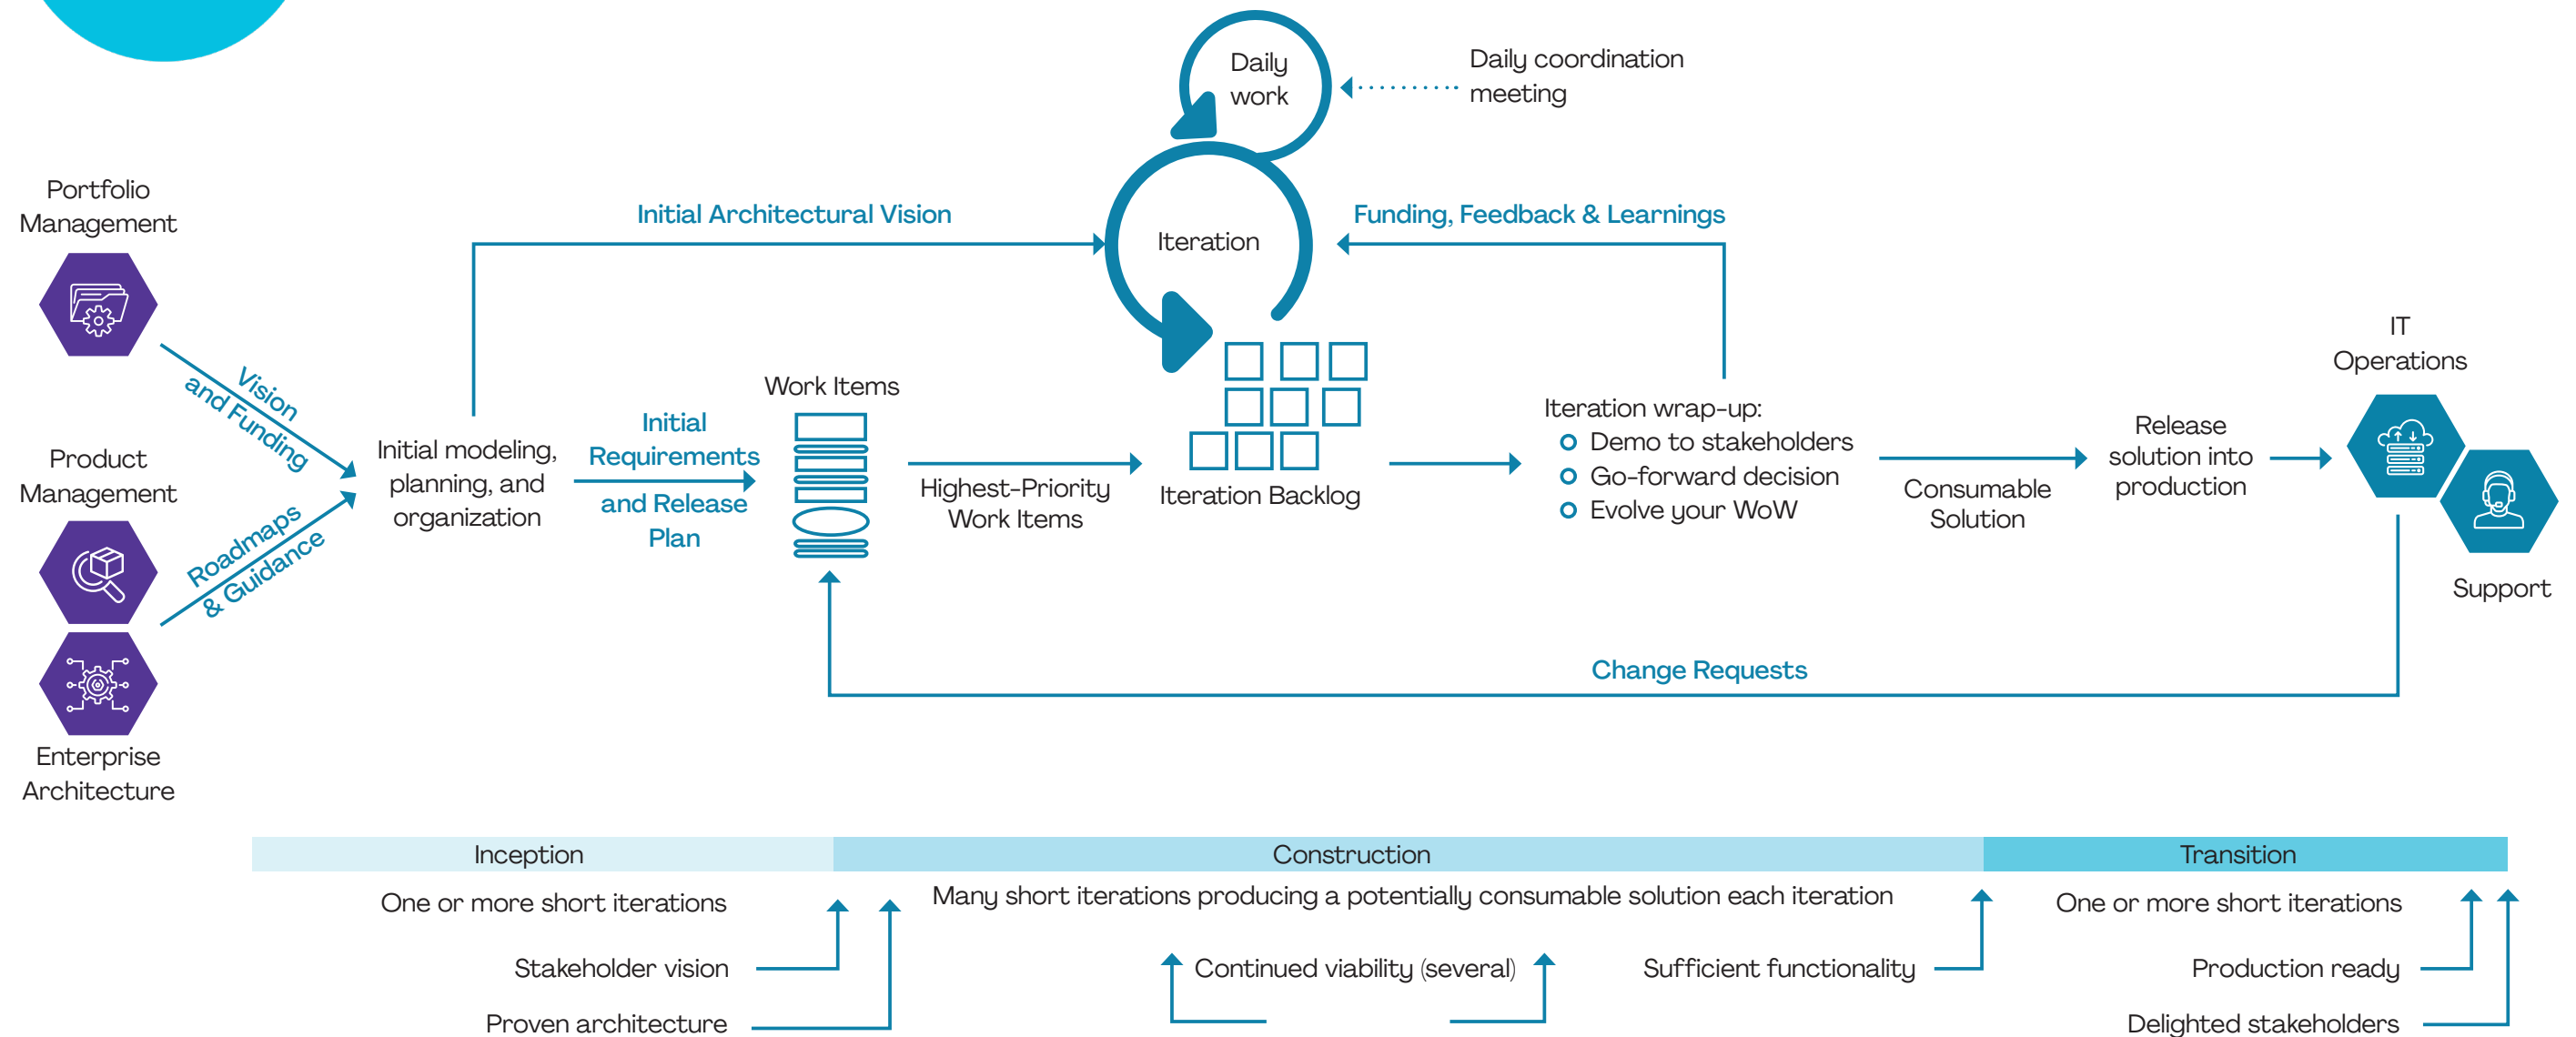 Daily
work
Daily coordination
meeting
Portfolio
Management
Initial Architectural Vision
Iteration
Funding, Feedback & Learnings
Vision
and Funding
Product
Management
Roadmaps
& Guidance
Enterprise
Architecture
Initial modeling,
planning, and
organization
Initial
Requirements
and Release
Plan
Work Items
Highest-Priority
Work Items
Iteration Backlog
Iteration wrap-up:
Demo to stakeholders
Go-forward decision
Evolve your WoW
Consumable
Solution
Release
solution into
production
IT
Operations
Support
Change Requests
Inception
Construction
Transition
One or more short iterations
Many short iterations producing a potentially consumable solution each iteration
One or more short iterations
Stakeholder vision
Continued viability (several)
Sufficient functionality
Production ready
Proven architecture
Delighted stakeholders